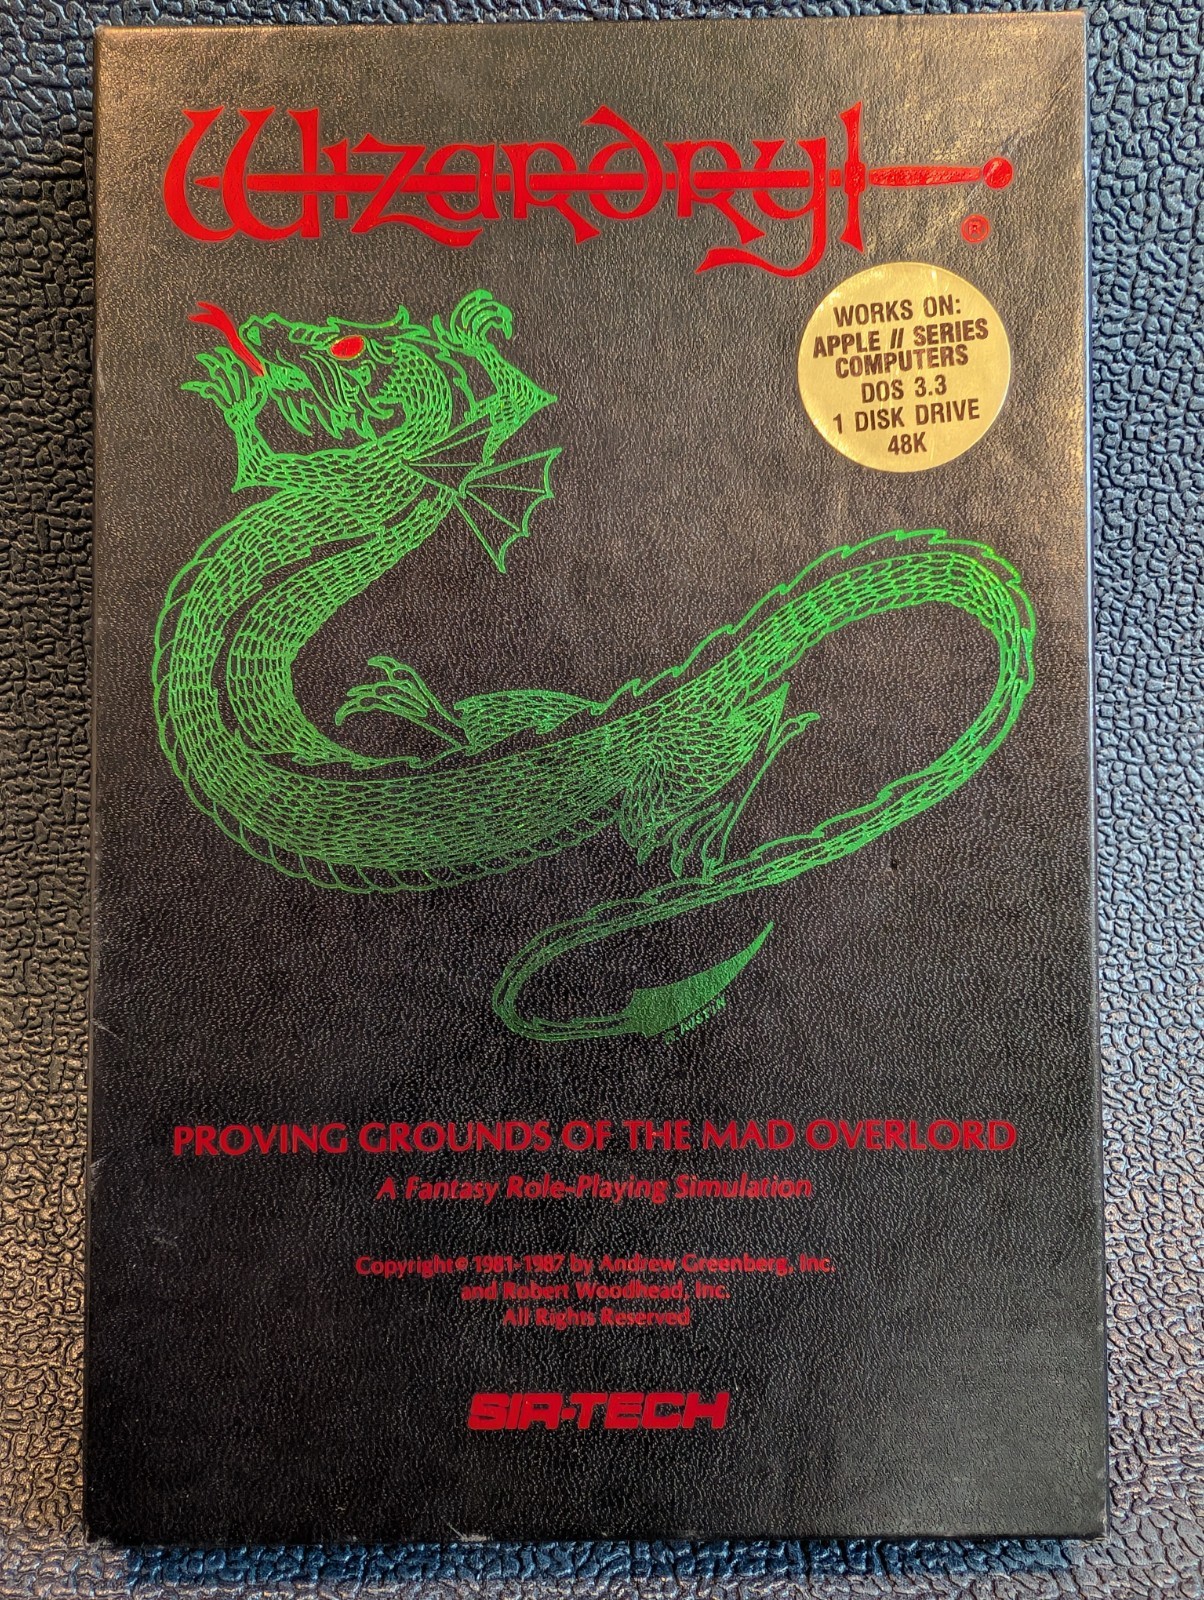 Wizardry
®
WORKS ON:
APPLE // SERIES
COMPUTERS
DOS 3.3
1 DISK DRIVE
48K
AUSTIN
PROVING GROUNDS OF THE MAD OVERLORD
A Fantasy Role-Playing Simulation
Copyright© 1981-1987 by Andrew Greenberg, Inc.
and Robert Woodhead, Inc.
All Rights Reserved
SIR-TECH